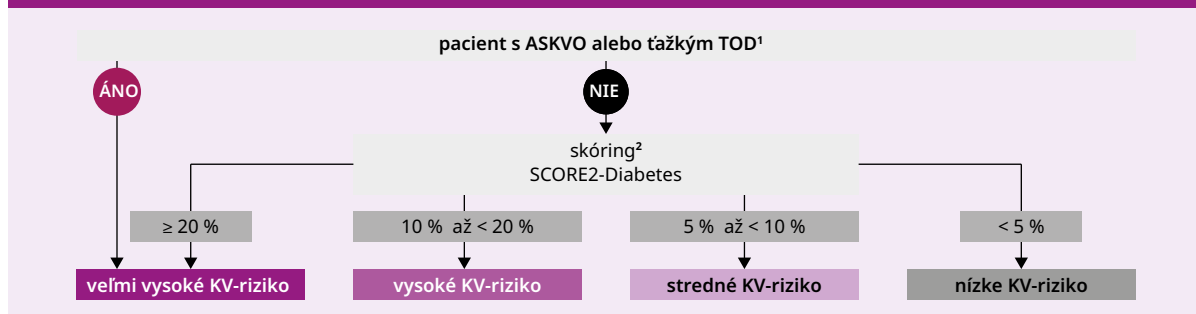 pacient s ASKVO alebo ťažkým TOD¹
ÁNO
NIE
skóring²
SCORE2-Diabetes
≥ 20 %
10 % až < 20 %
5 % až < 10 %
< 5 %
veľmi vysoké KV-riziko
vysoké KV-riziko
stredné KV-riziko
nízke KV-riziko